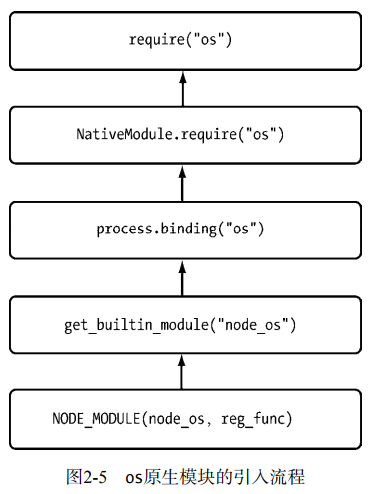 require("os")
NativeModule.require("os")
process.binding("os")
get_builtin_module("node_os")
NODE_MODULE(node_os, reg_func)
图2-5 os原生模块的引入流程